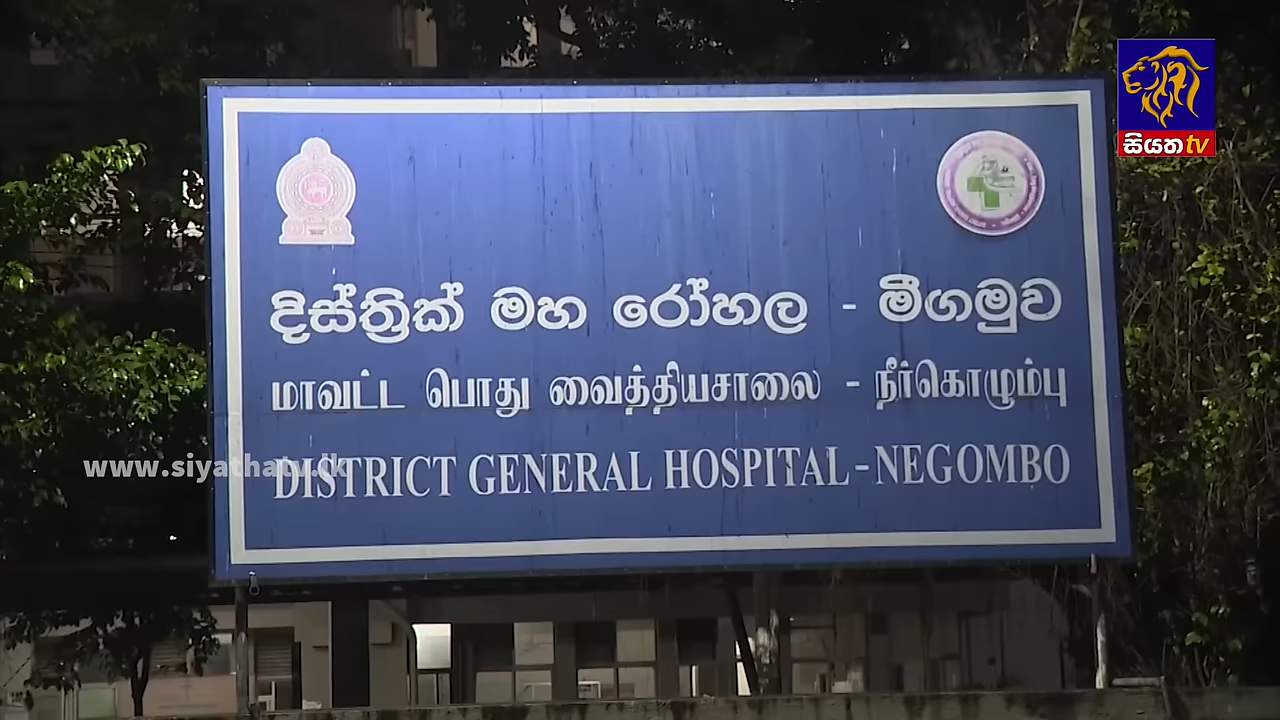 සියත tv
දිස්ත්‍රික් මහ රෝහල - මීගමුව
மாவட்ட பொது வைத்தியசாலை - நீர்கொழும்பு
www.siyathatv.lk
DISTRICT GENERAL HOSPITAL - NEGOMBO